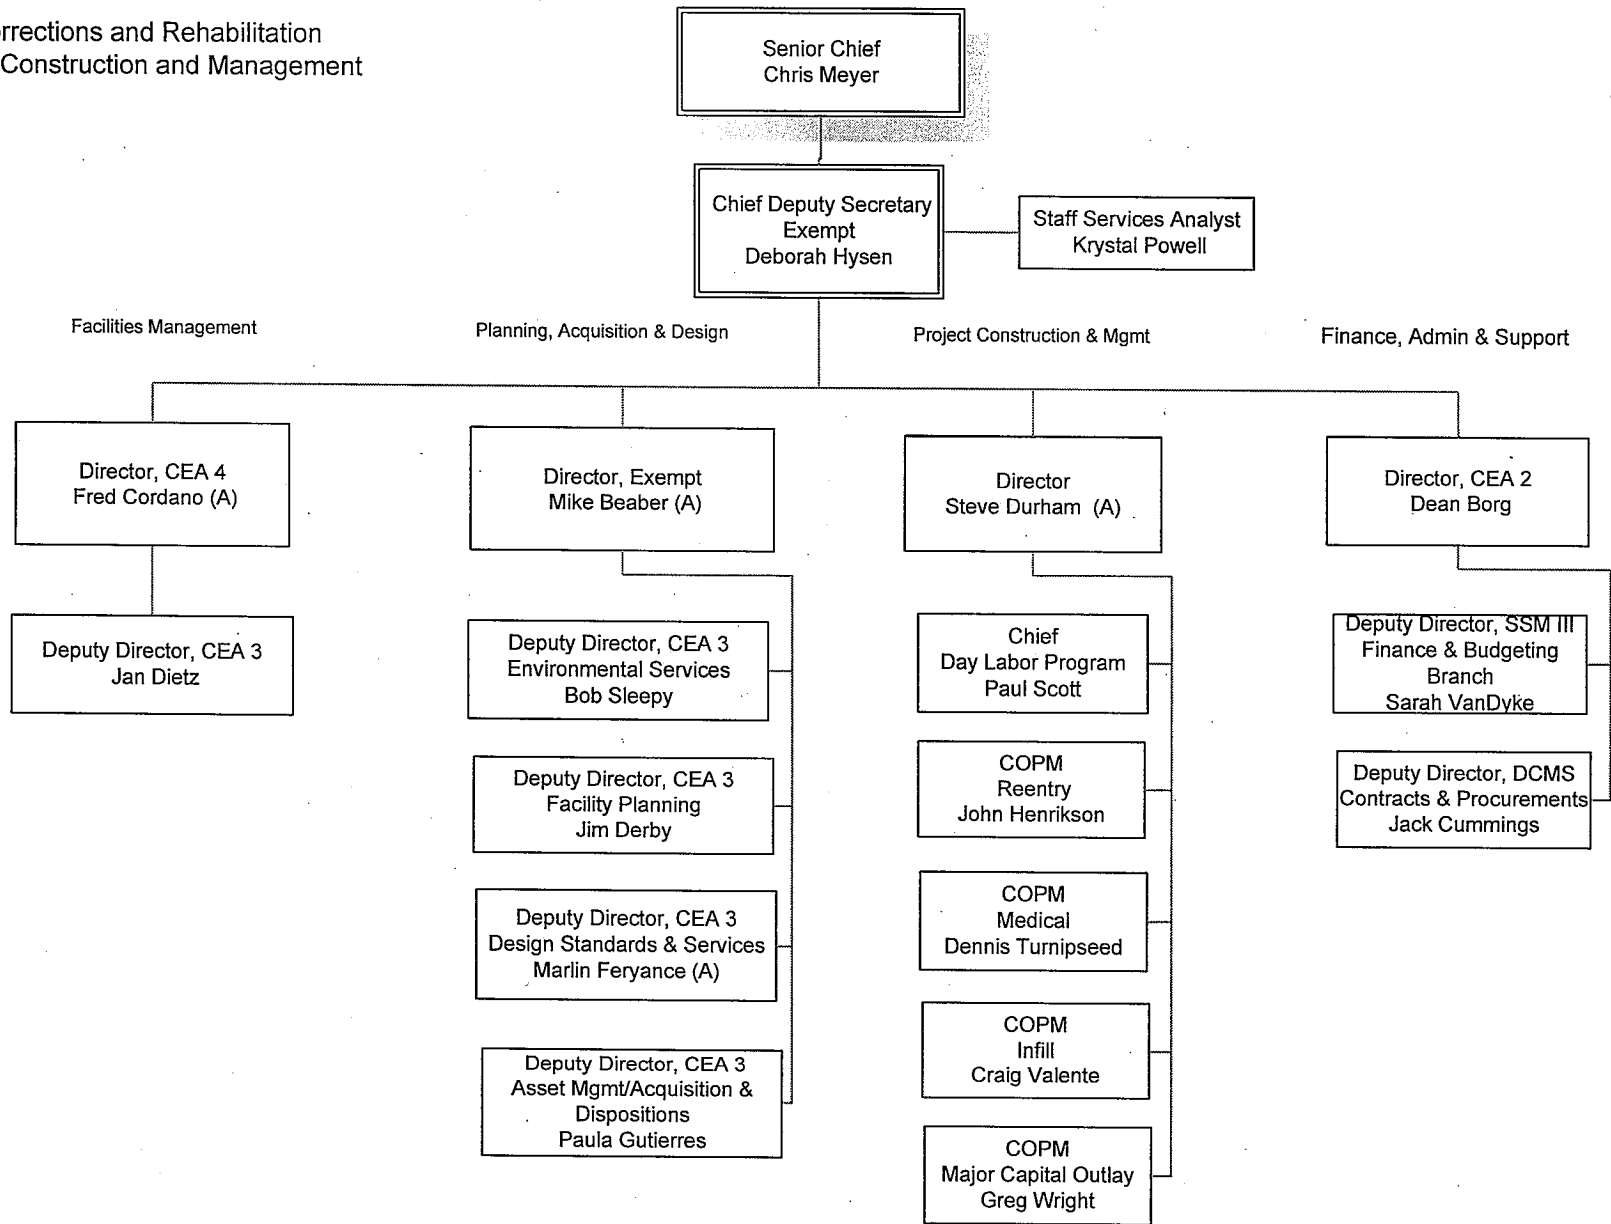 rrections and Rehabilitation
Construction and Management
Senior Chief
Chris Meyer
Chief Deputy Secretary
Exempt
Deborah Hysen
Staff Services Analyst
Krystal Powell
Facilities Management
Planning, Acquisition & Design
Project Construction & Mgmt
Finance, Admin & Support
Director, CEA 4
Fred Cordano (A)
Director, Exempt
Mike Beaber (A)
Director
Steve Durham (A)
Director, CEA 2
Dean Borg
Deputy Director, CEA 3
Jan Dietz
Deputy Director, CEA 3
Environmental Services
Bob Sleepy
Deputy Director, CEA 3
Facility Planning
Jim Derby
Deputy Director, CEA 3
Design Standards & Services
Marlin Feryance (A)
Deputy Director, CEA 3
Asset Mgmt/Acquisition &
Dispositions
Paula Gutierres
Chief
Day Labor Program
Paul Scott
COPM
Reentry
John Henrikson
COPM
Medical
Dennis Turnipseed
COPM
Infill
Craig Valente
COPM
Major Capital Outlay
Greg Wright
Deputy Director, SSM III
Finance & Budgeting
Branch
Sarah VanDyke
Deputy Director, DCMS
Contracts & Procurements
Jack Cummings